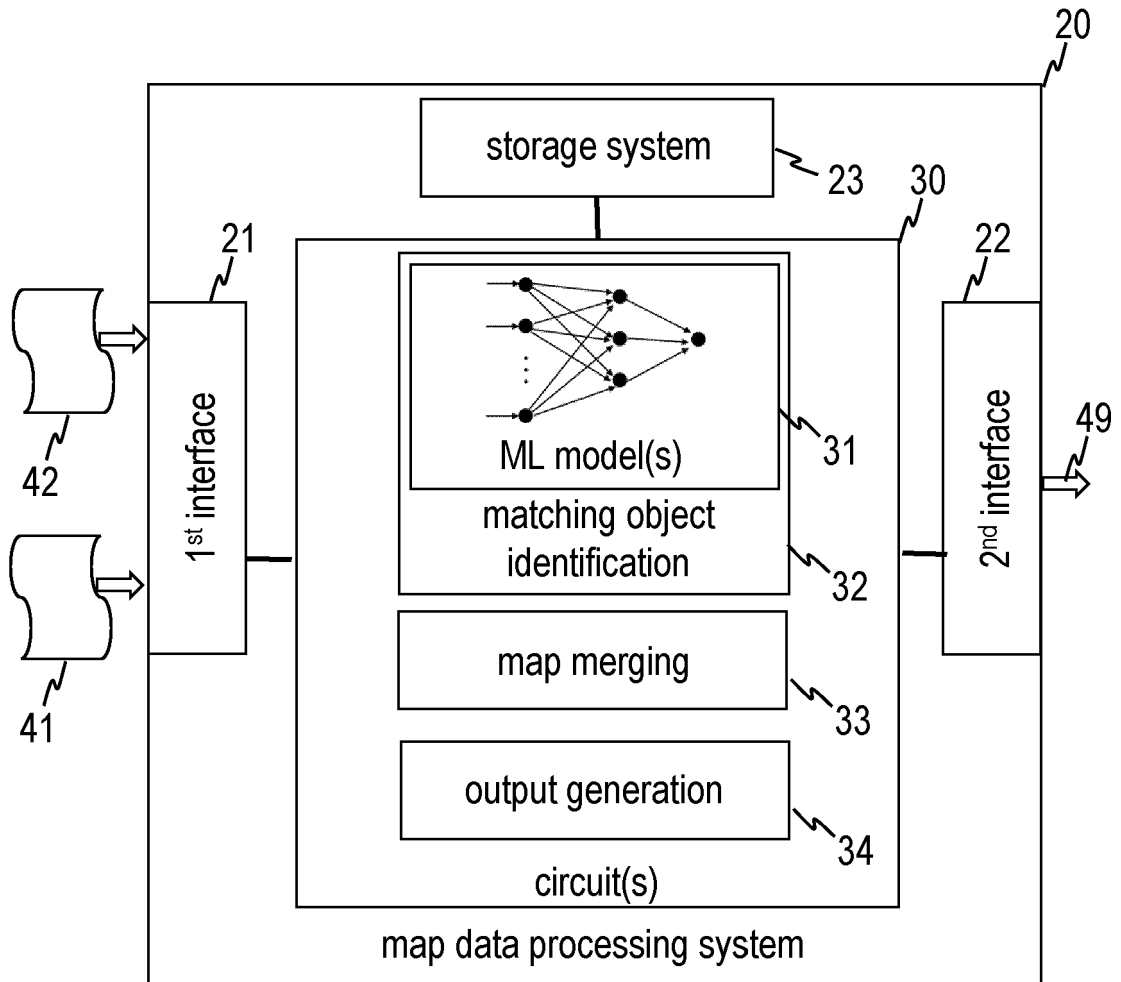 20
storage system
23
30
21
22
42
1st interface
ML model(s)
31
matching object
identification
32
2nd interface
49
41
map merging
33
output generation
34
circuit(s)
map data processing system